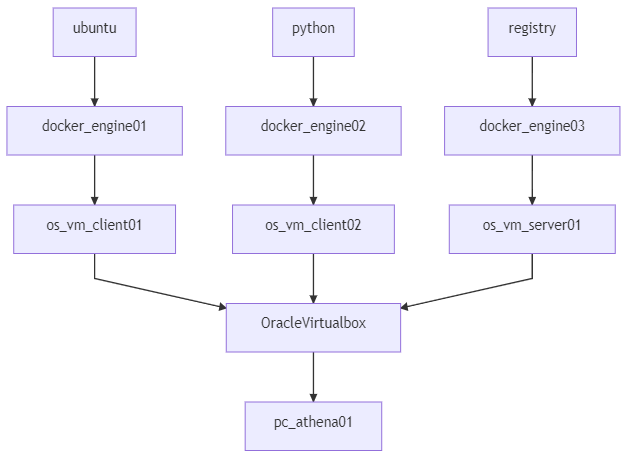 ubuntu
python
registry
docker_engine01
docker_engine02
docker_engine03
os_vm_client01
os_vm_client02
os_vm_server01
OracleVirtualbox
pc_athena01